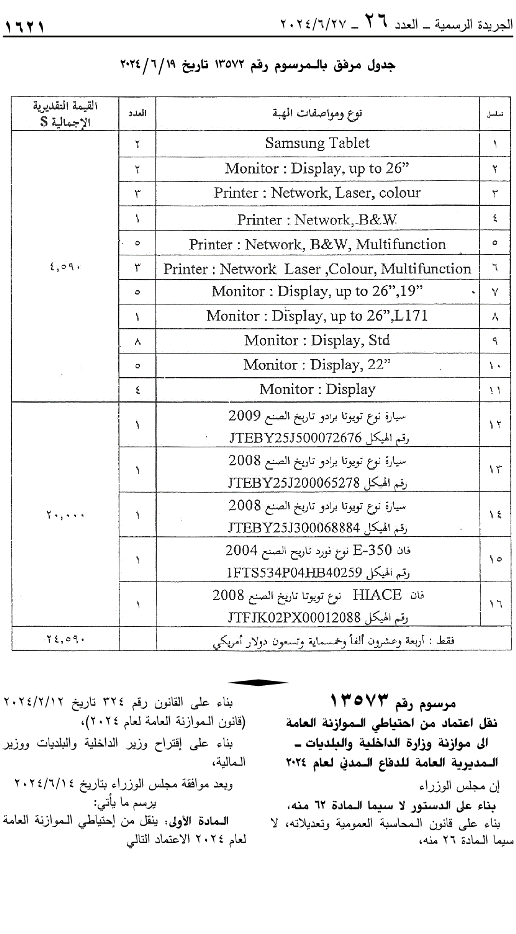 الجريدة الرسمية ــ العدد ٢٦ ــ ٢٠٢٤/٦/٢٧
١٦٢١
جدول مرفق بالمرسوم رقم ١٣٥٧٢ تاريخ ٢٠٢٤/٦/١٩
تسلسل نوع ومواصفات الهبة العدد القيمة التقديرية
الإجمالية $
١ Samsung Tablet ٢
٢ Monitor : Display, up to 26” ٢
٣ Printer : Network, Laser, colour ٣
٤ Printer : Network, B&W ١
٥ Printer : Network, B&W, Multifunction ٥
٦ Printer : Network Laser ,Colour, Multifunction ٣ ٤,٥٩٠
٧ Monitor : Display, up to 26”,19” ٥
٨ Monitor : Display, up to 26”,L171 ١
٩ Monitor : Display, Std ٨
١٠ Monitor : Display, 22” ٥
١١ Monitor : Display ٤
١٢ سيارة نوع تويوتا برادو تاريخ الصنع 2009 ١
رقم الهيكل JTEBY25J500072676
١٣ سيارة نوع تويوتا برادو تاريخ الصنع 2008 ١
رقم الهيكل JTEBY25J200065278
١٤ سيارة نوع تويوتا برادو تاريخ الصنع 2008 ١ ٢٠,٠٠٠
رقم الهيكل JTEBY25J300068884
١٥ فان E-350 نوع فورد تاريخ الصنع 2004 ١
رقم الهيكل 1FTS534P04HB40259
١٦ فان HIACE نوع تويوتا تاريخ الصنع 2008 ١
رقم الهيكل JTFJK02PX00012088
فقط : أربعة وعشرون ألفاً وخمسماية وتسعون دولار أمريكي ٢٤,٥٩٠
مرسوم رقم ١٣٥٧٣
نقل اعتماد من احتياطي الموازنة العامة
الى موازنة وزارة الداخلية والبلديات ــ
المديرية العامة للدفاع المدني لعام ٢٠٢٤
إن مجلس الوزراء
بناء على الدستور لا سيما المادة ٦٢ منه،
بناء على قانون المحاسبة العمومية وتعديلاته، لا
سيما المادة ٢٦ منه،
بناء على القانون رقم ٣٢٤ تاريخ ٢٠٢٤/٢/١٢
(قانون الموازنة العامة لعام ٢٠٢٤)،
بناء على إقتراح وزير الداخلية والبلديات ووزير
المالية،
وبعد موافقة مجلس الوزراء بتاريخ ٢٠٢٤/٦/١٤
يرسم ما يأتي:
المادة الأولى: ينقل من إحتياطي الموازنة العامة
لعام ٢٠٢٤ الاعتماد التالي